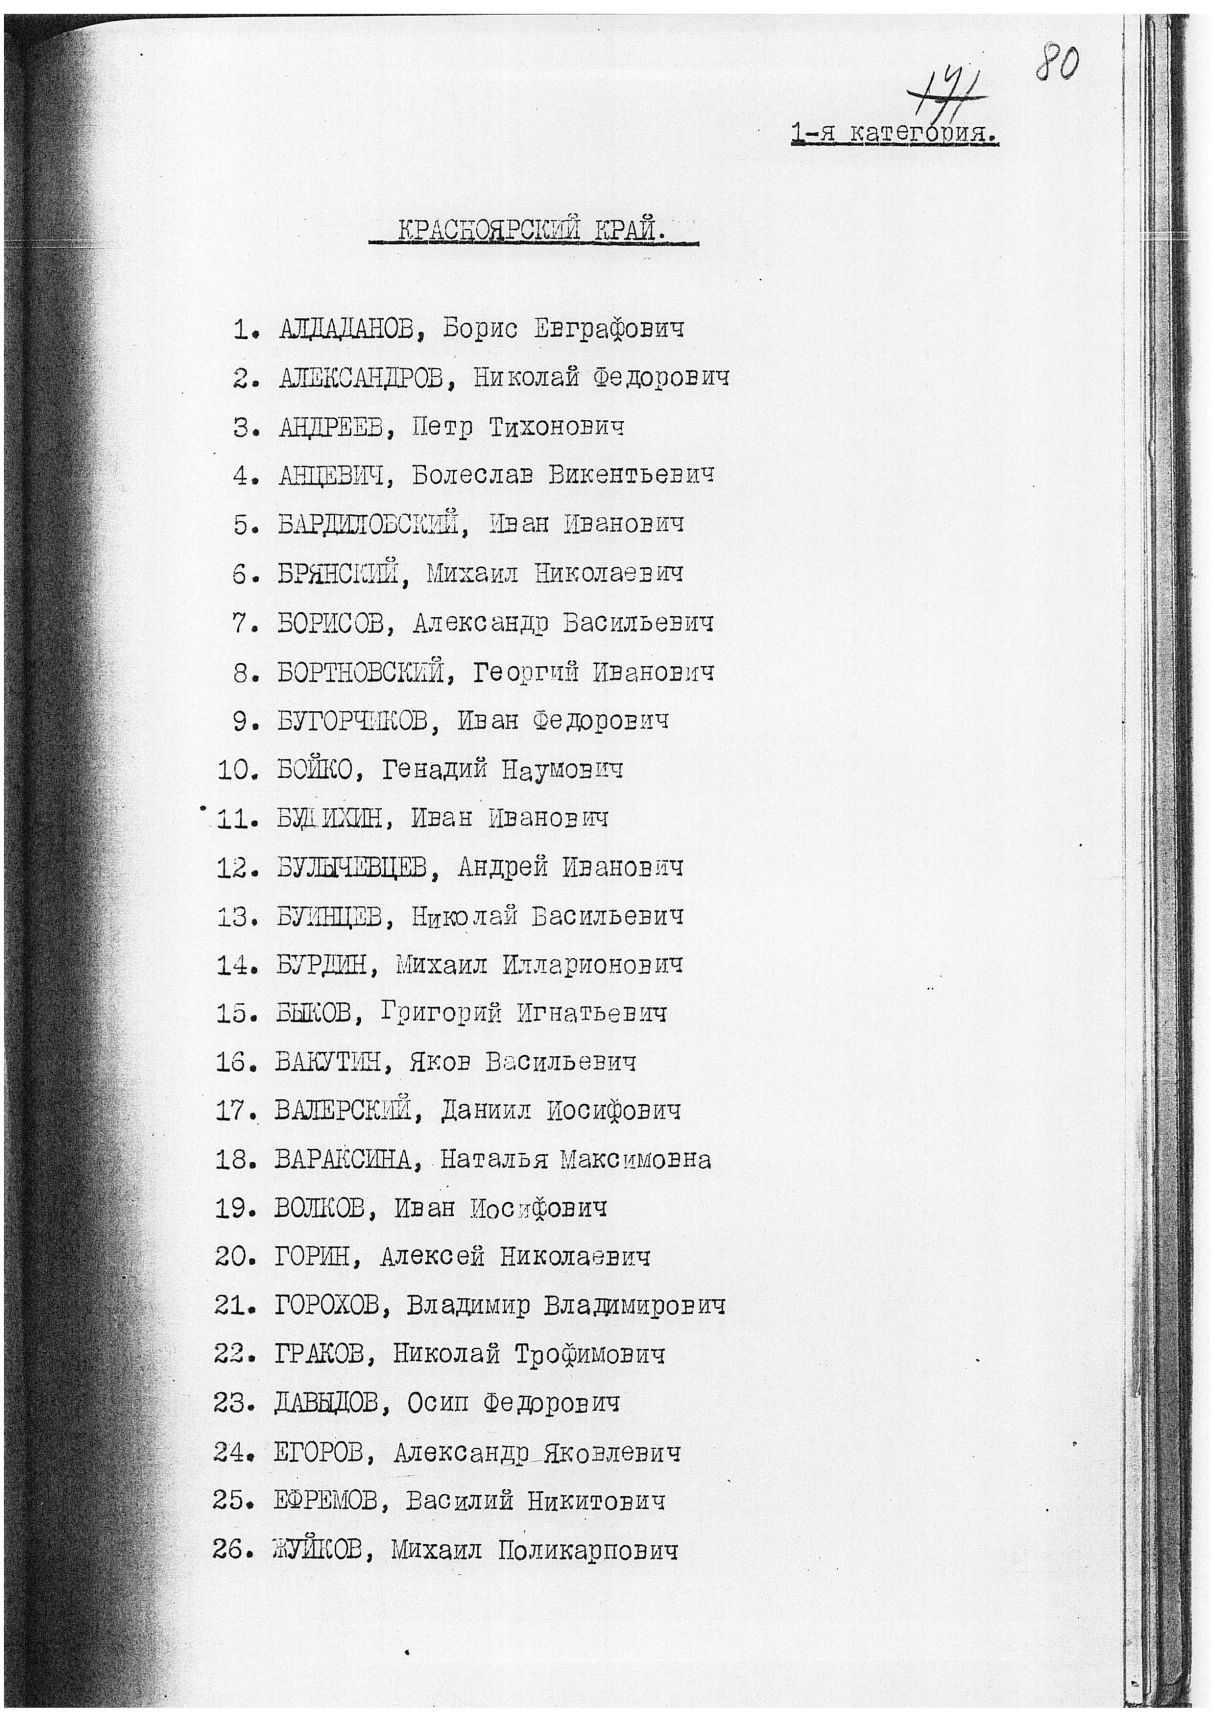 80
171
1-я категория.
КРАСНОЯРСКИЙ КРАЙ.
1. АЛДАДАНОВ, Борис Евграфович
2. АЛЕКСАНДРОВ, Николай Федорович
3. АНДРЕЕВ, Петр Тихонович
4. АНЦЕВИЧ, Болеслав Викентьевич
5. БАРДИЛОВСКИЙ, Иван Иванович
6. БРЯНСКИЙ, Михаил Николаевич
7. БОРИСОВ, Александр Васильевич
8. БОРТНОВСКИЙ, Георгий Иванович
9. БУГОРЧИКОВ, Иван Федорович
10. БОЙКО, Генадий Наумович
11. БУДИХИН, Иван Иванович
12. БУЛЫЧЕВЦЕВ, Андрей Иванович
13. БУИНЦЕВ, Николай Васильевич
14. БУРДИН, Михаил Илларионович
15. БЫКОВ, Григорий Игнатьевич
16. ВАКУТИН, Яков Васильевич
17. ВАЛЕРСКИЙ, Даниил Иосифович
18. ВАРАКСИНА, Наталья Максимовна
19. ВОЛКОВ, Иван Иосифович
20. ГОРИН, Алексей Николаевич
21. ГОРОХОВ, Владимир Владимирович
22. ГРАКОВ, Николай Трофимович
23. ДАВЫДОВ, Осип Федорович
24. ЕГОРОВ, Александр Яковлевич
25. ЕФРЕМОВ, Василий Никитович
26. ЖУЙКОВ, Михаил Поликарпович